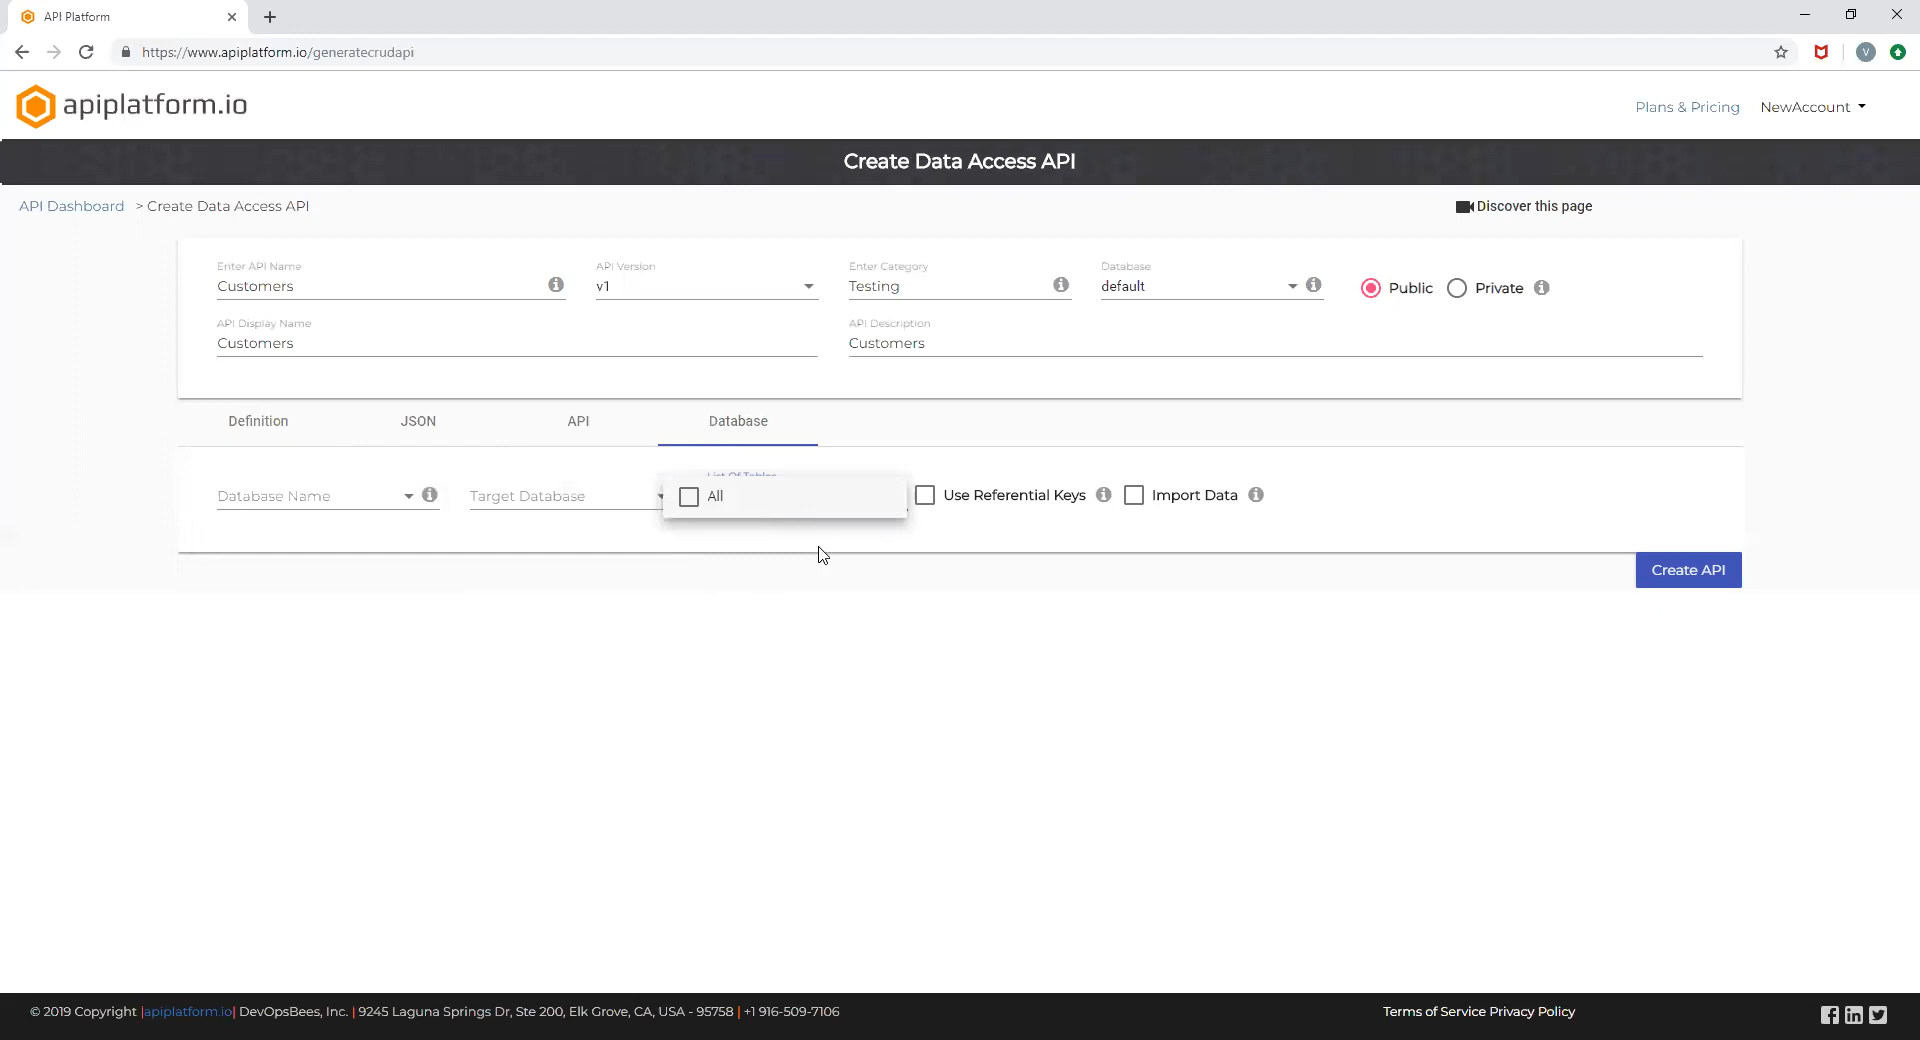 API Platform
https://www.apiplatform.io/generatecrudapi
V
apiplatform.io
Plans & Pricing
NewAccount
Create Data Access API
API Dashboard > Create Data Access API
Discover this page
Enter API Name
Customers
API Version
v1
Enter Category
Testing
Database
default
Public
Private
API Display Name
Customers
API Description
Customers
Definition
JSON
API
Database
Database Name
Target Database
List Of Tables
All
Use Referential Keys
Import Data
Create API
© 2019 Copyright |apiplatform.io| DevOpsBees, Inc. | 9245 Laguna Springs Dr, Ste 200, Elk Grove, CA, USA - 95758 | +1 916-509-7106
Terms of Service Privacy Policy